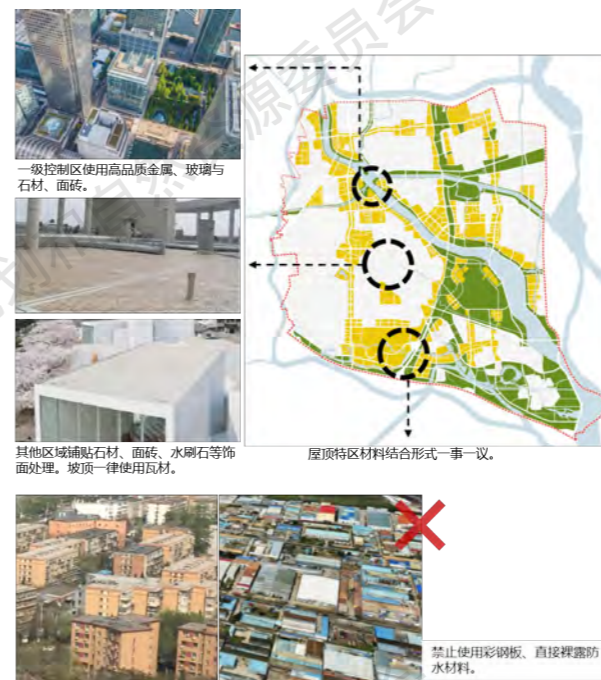 一级控制区使用高品质金属、玻璃与
石材、面砖。
其他区域铺贴石材、面砖、水刷石等饰
面处理。坡顶一律使用瓦材。
屋顶特区材料结合形式一事一议。
禁止使用彩钢板、直接裸露防
水材料。